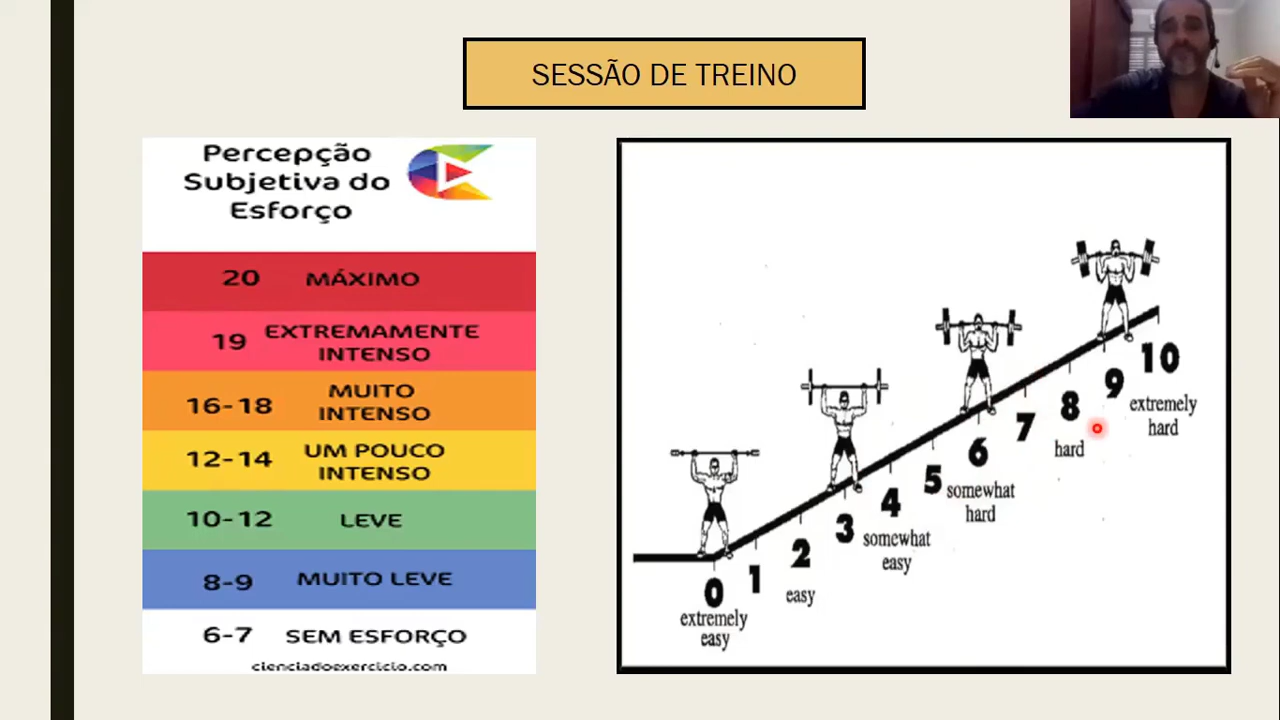 SESSÃO DE TREINO
Percepção
Subjetiva do
Esforço
20 MÁXIMO
19 EXTREMAMENTE
INTENSO
16-18 MUITO
INTENSO
12-14 UM POUCO
INTENSO
10-12 LEVE
8-9 MUITO LEVE
6-7 SEM ESFORÇO
cienciadoexercicio.com
0
extremely
easy
1
2
easy
3
4
somewhat
easy
5
6
somewhat
hard
7
8
hard
9
10
extremely
hard